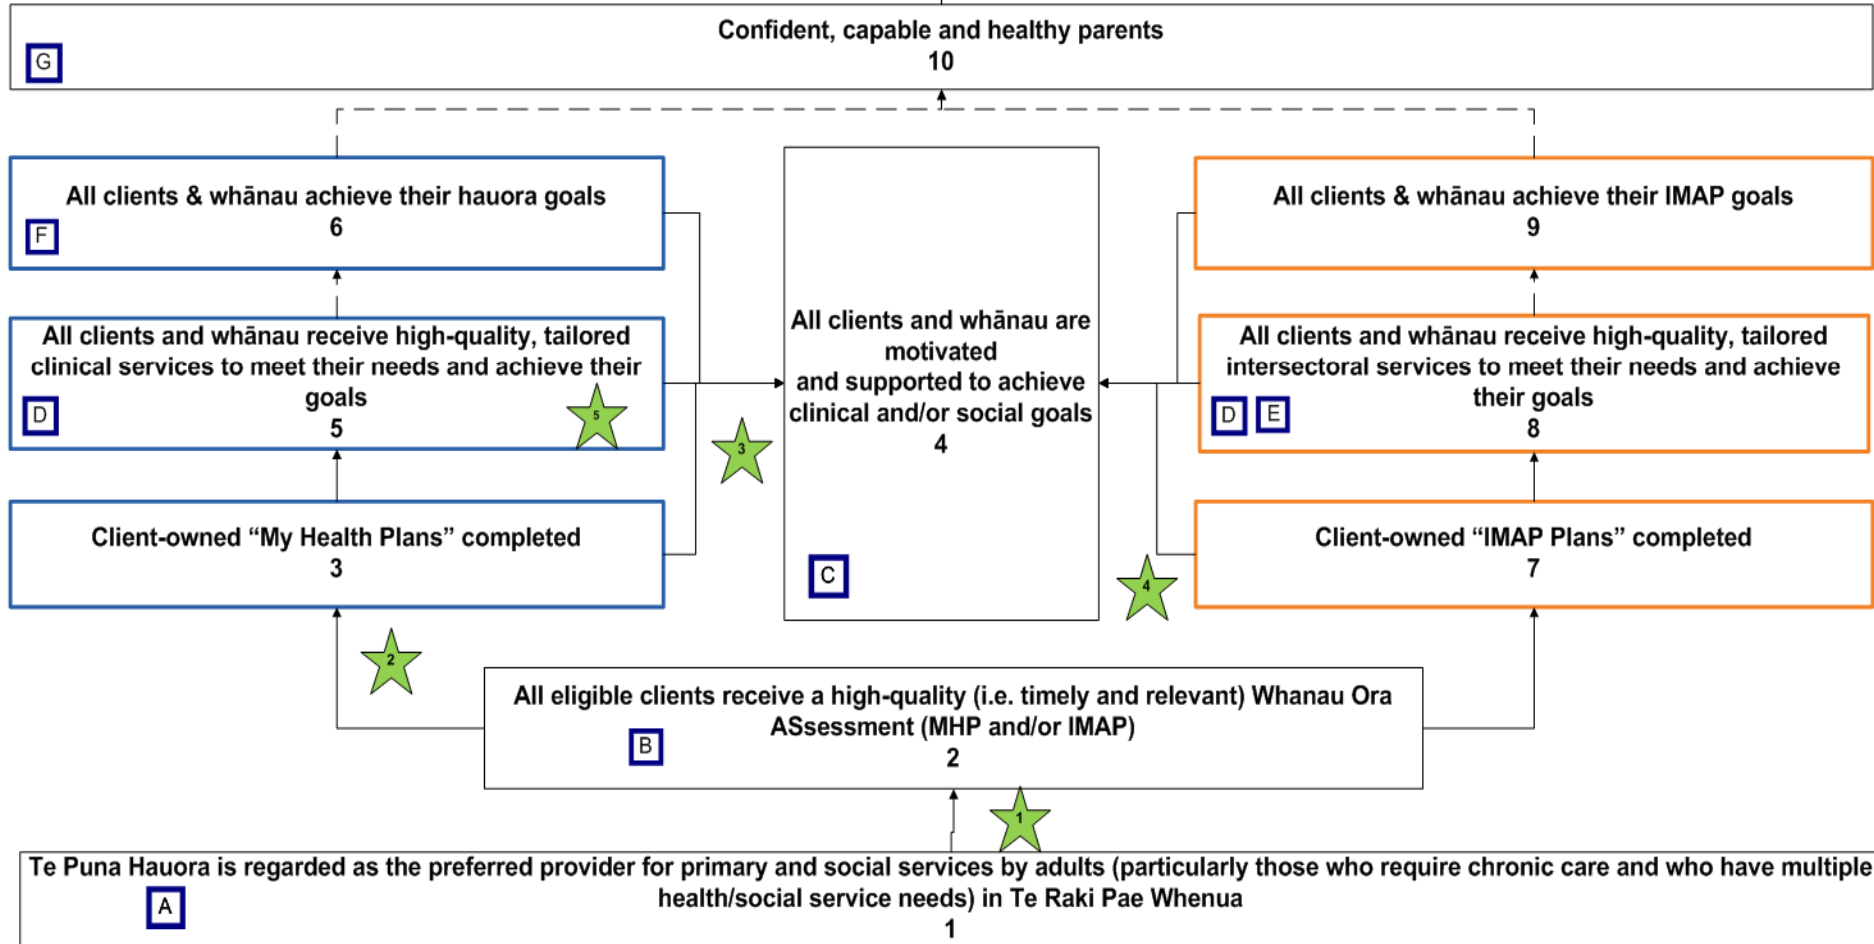 Confident, capable and healthy parents
10
G
All clients & whānau achieve their hauora goals
6
F
All clients & whānau achieve their IMAP goals
9
All clients and whānau receive high-quality, tailored
clinical services to meet their needs and achieve their
goals
5
D
5
3
All clients and whānau are
motivated
and supported to achieve
clinical and/or social goals
4
C
All clients and whānau receive high-quality, tailored
intersectoral services to meet their needs and achieve
their goals
8
D
E
Client-owned “My Health Plans” completed
3
Client-owned “IMAP Plans” completed
7
4
2
All eligible clients receive a high-quality (i.e. timely and relevant) Whanau Ora
ASsessment (MHP and/or IMAP)
2
B
1
Te Puna Hauora is regarded as the preferred provider for primary and social services by adults (particularly those who require chronic care and who have multiple
health/social service needs) in Te Raki Pae Whenua
1
A